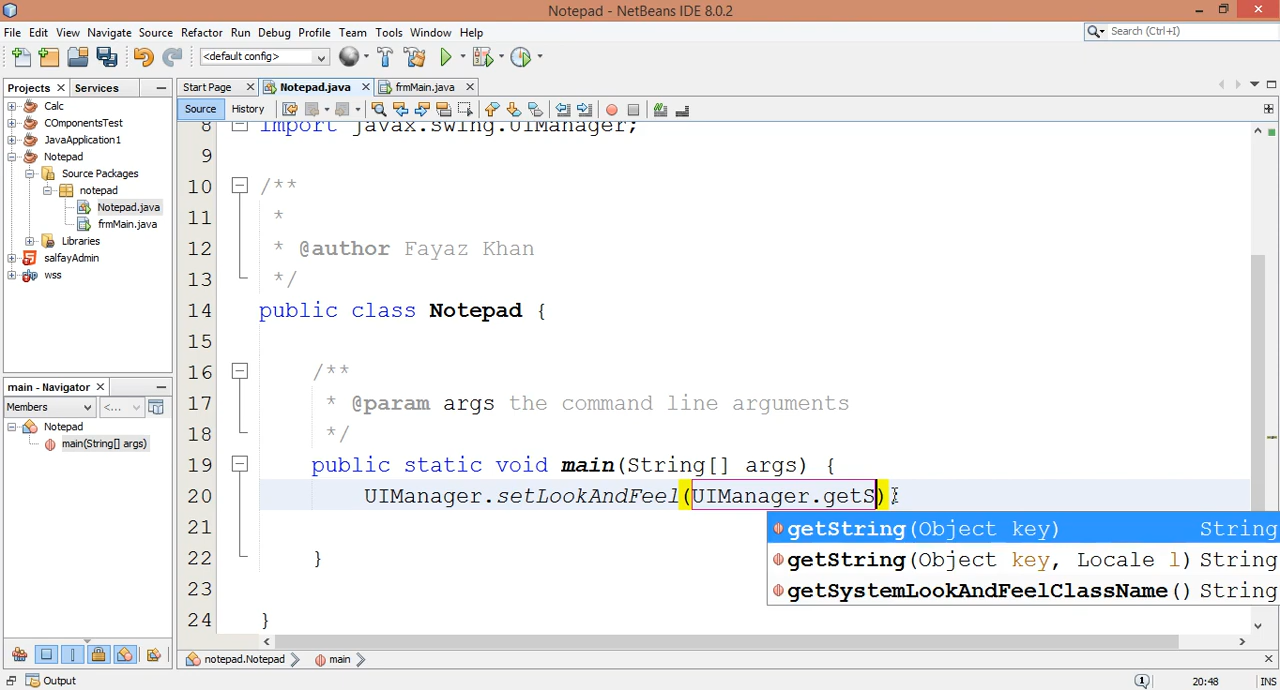 Notepad - NetBeans IDE 8.0.2
File Edit View Navigate Source Refactor Run Debug Profile Team Tools Window Help
Search (Ctrl+I)
<default config>
Projects Services
Start Page Notepad.java frmMain.java
Calc
COmponentsTest
JavaApplication1
Notepad
Source Packages
notepad
Notepad.java
frmMain.java
Libraries
salfayAdmin
wss
Source History
8 import javax.swing.UIManager;
9
10 /**
11 *
12 * @author Fayaz Khan
13 */
14 public class Notepad {
15
16 /**
17 * @param args the command line arguments
18 */
19 public static void main(String[] args) {
20 UIManager.setLookAndFeel(UIManager.getS)
21
22 }
23
24 }
getString(Object key) String
getString(Object key, Locale l) String
getSystemLookAndFeelClassName() String
main - Navigator
Members <...
Notepad
main(String[] args)
notepad.Notepad main
Output
1
20:48 INS